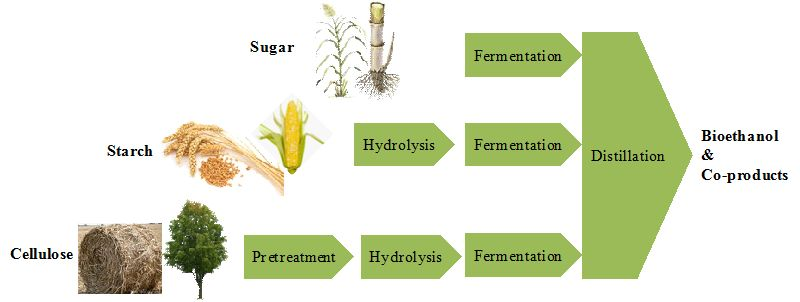 Sugar
Fermentation
Starch
Hydrolysis
Fermentation
Distillation
Bioethanol
&
Co-products
Cellulose
Pretreatment
Hydrolysis
Fermentation